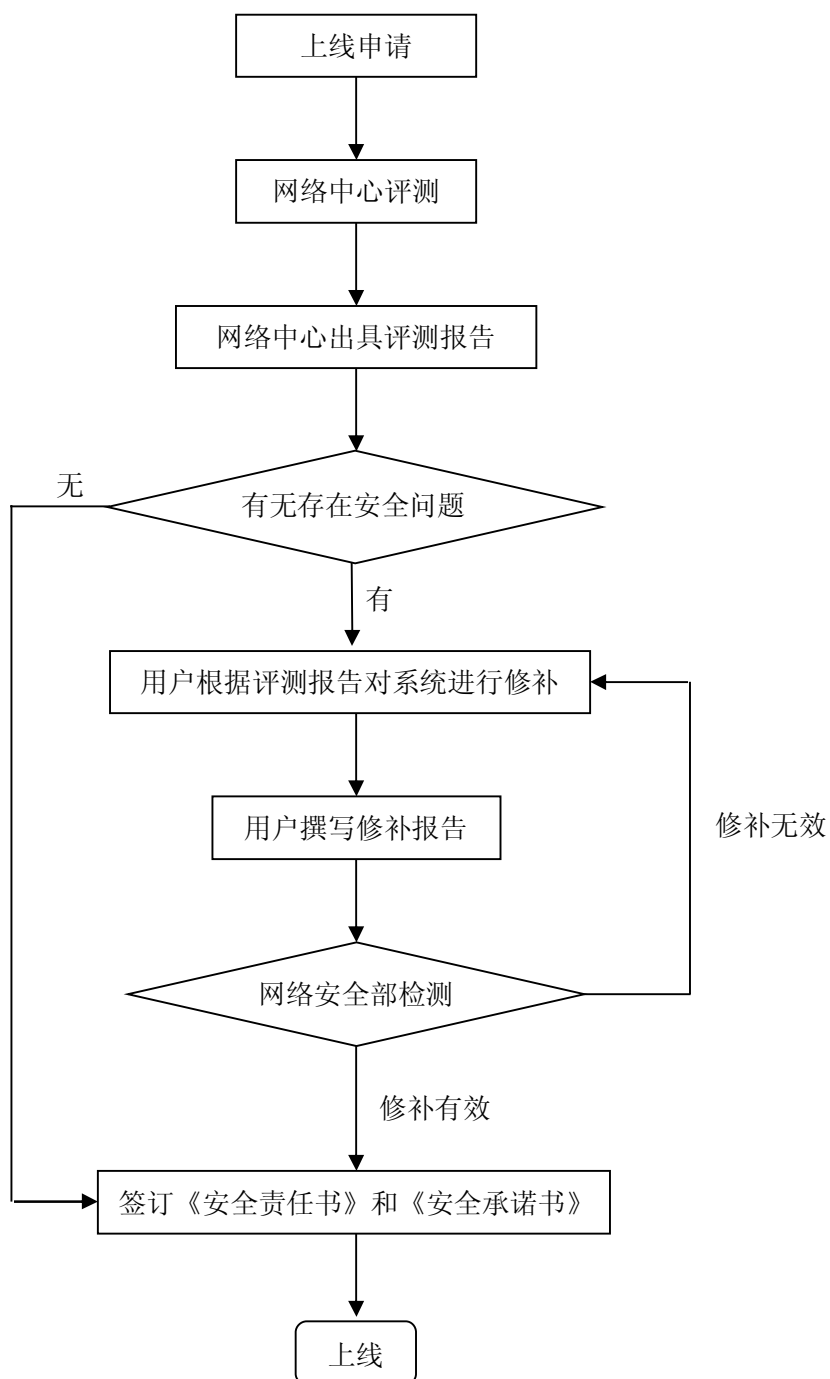 上线申请
网络中心评测
网络中心出具评测报告
无
有无存在安全问题
有
用户根据评测报告对系统进行修补
用户撰写修补报告
修补无效
网络安全部检测
修补有效
签订《安全责任书》和《安全承诺书》
上线